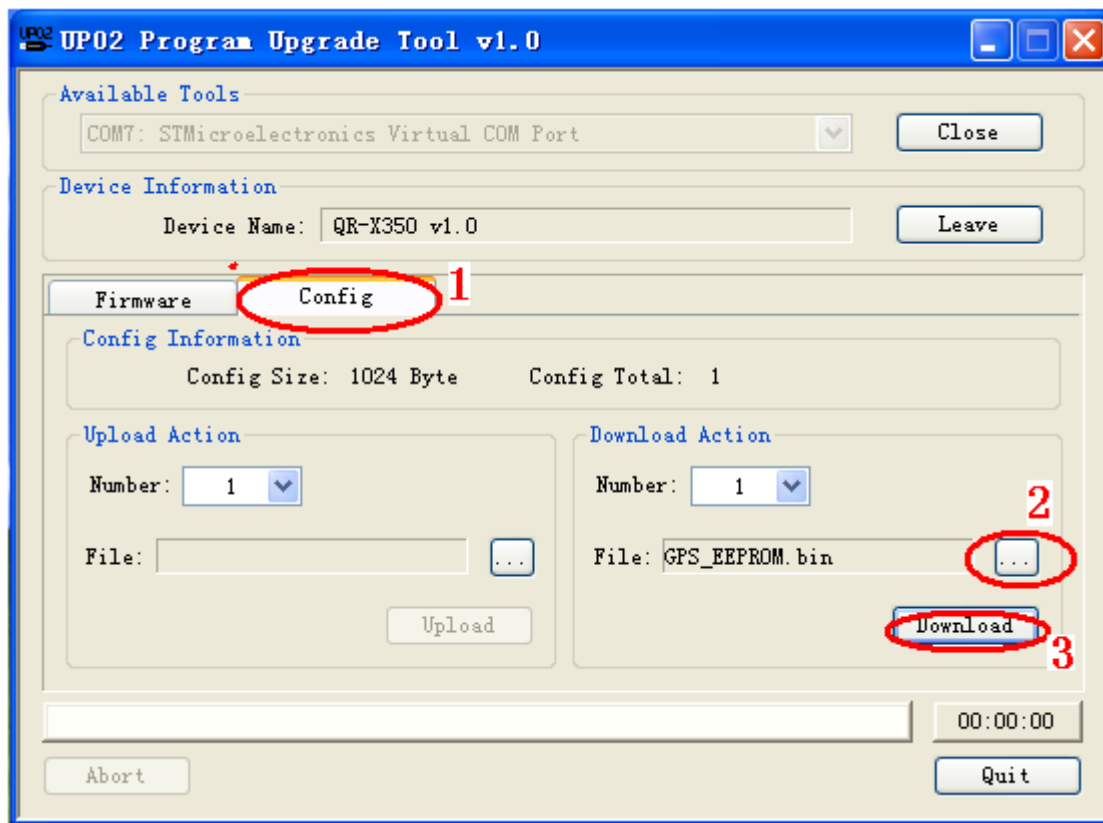 UP02 UP02 Program Upgrade Tool v1.0
Available Tools
COM7: STMicroelectronics Virtual COM Port
Close
Device Information
Device Name: QR-X350 v1.0
Leave
Firmware
Config
1
Config Information
Config Size: 1024 Byte Config Total: 1
Upload Action
Number: 1
File: ...
Upload
Download Action
Number: 1
2
File: GPS_EEPROM.bin ...
Download
3
00:00:00
Abort
Quit